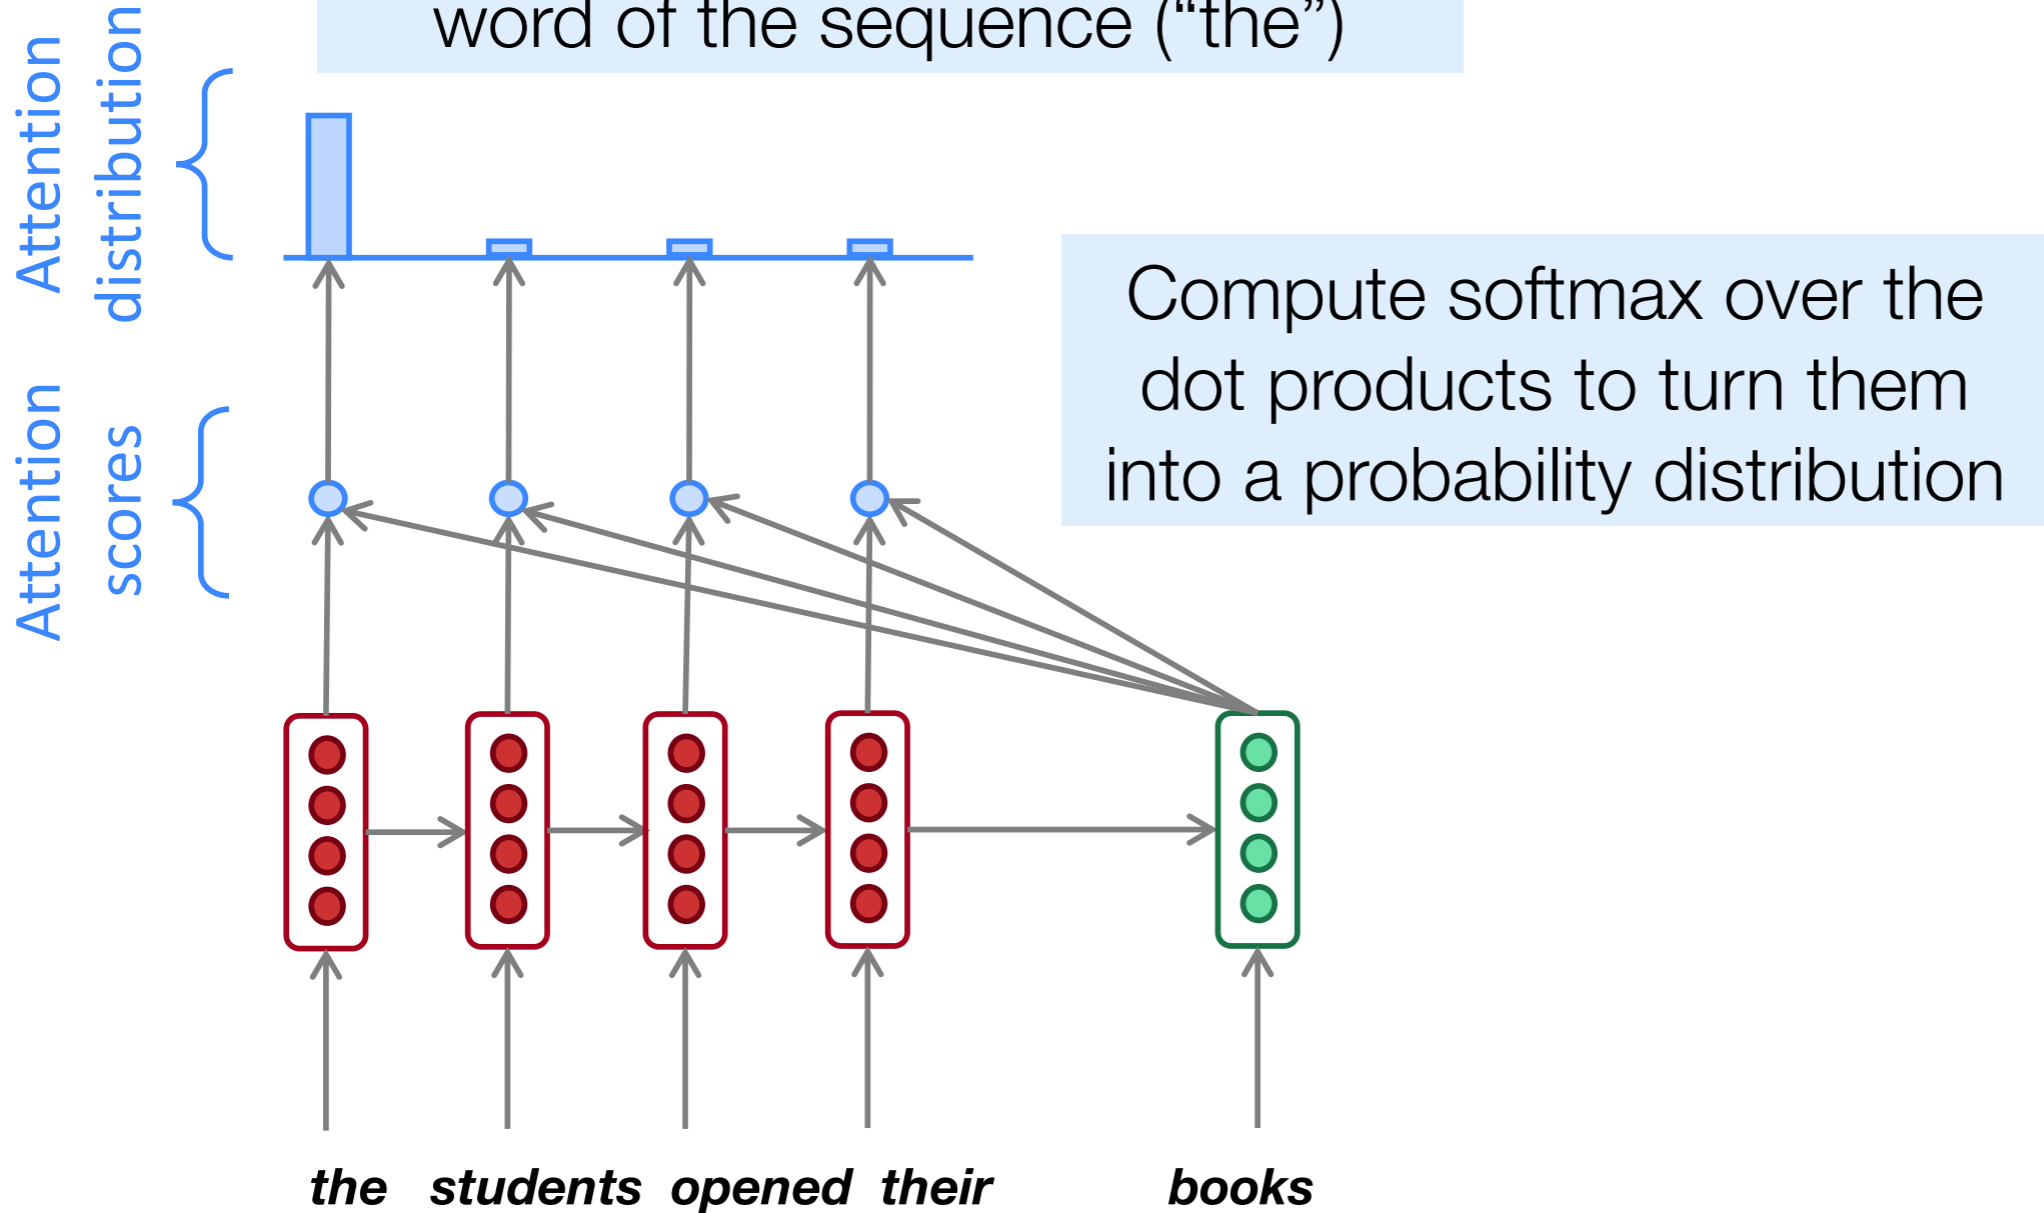 word of the sequence (“the”)
Attention
distribution
Compute softmax over the
dot products to turn them
into a probability distribution
Attention
scores
the students opened their books